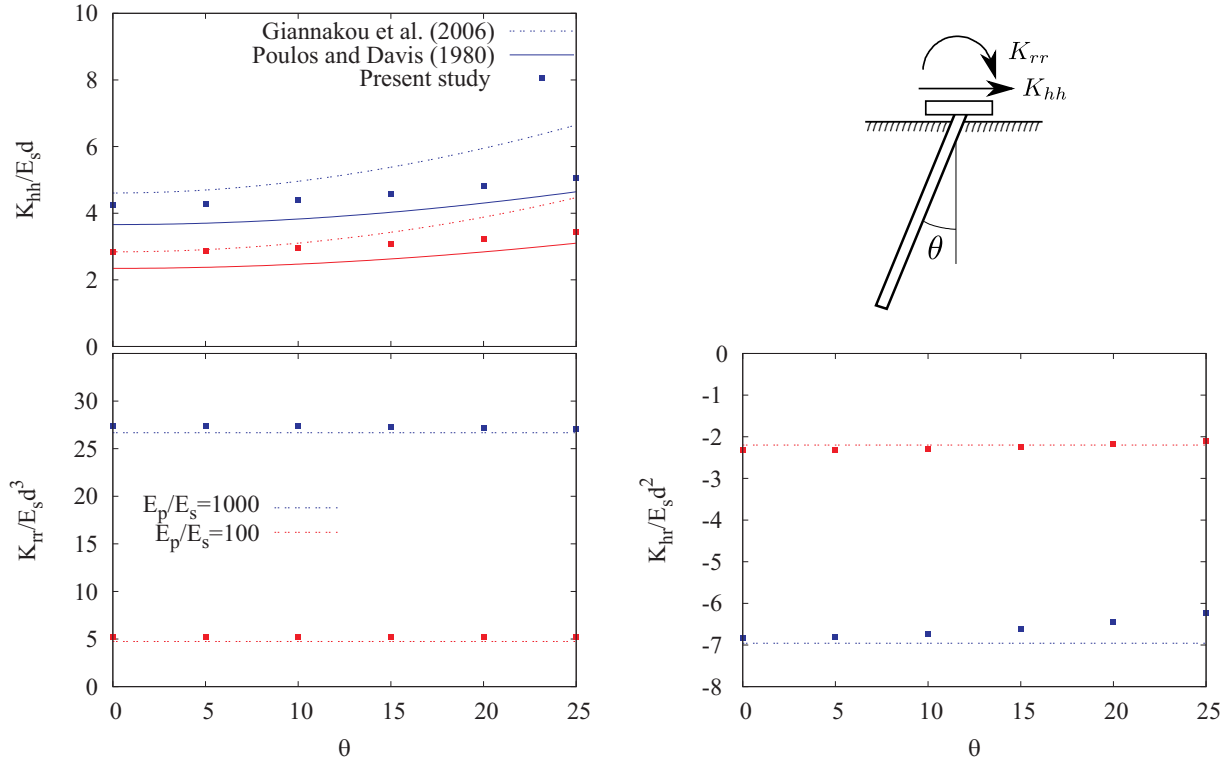 10
8
6
4
2
0
K_hh/E_s d
Giannakou et al. (2006)
Poulos and Davis (1980)
Present study
K_rr
K_hh
θ
30
25
20
15
10
5
0
K_rr/E_s d^3
E_p/E_s=1000
E_p/E_s=100
0 5 10 15 20 25
θ
0
-1
-2
-3
-4
-5
-6
-7
-8
K_hr/E_s d^2
0 5 10 15 20 25
θ